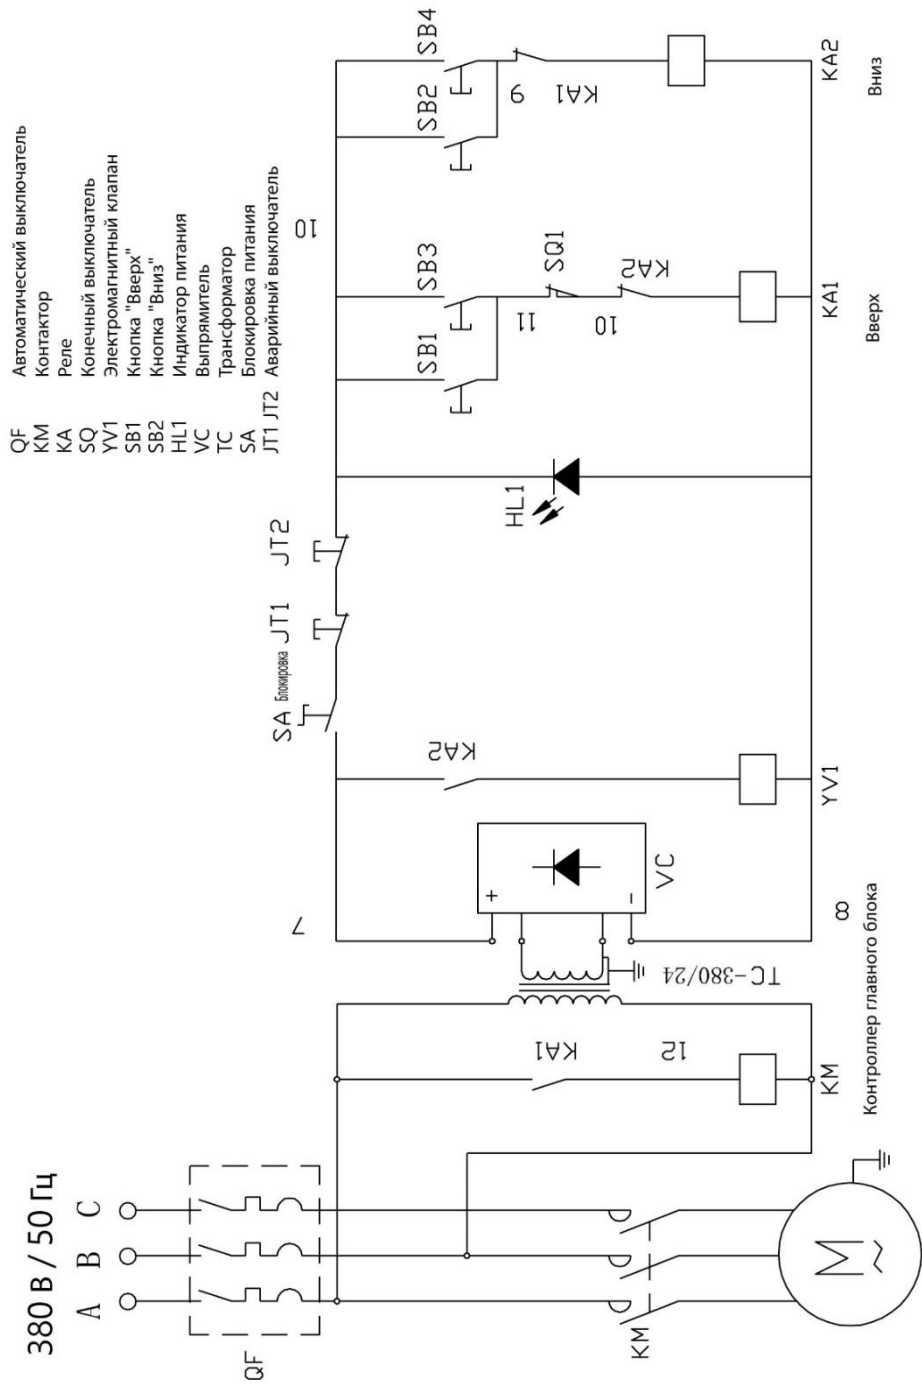 380 В / 50 Гц
A
B
C
QF
KM
M
~
KA1
12
KM
Контроллер главного блока
TC-380/24
7
+
-
VC
8
KA2
YV1
SA
Блокировка
JT1
JT2
HL1
SB1
SB3
11
SQ1
10
KA2
KA1
Вверх
10
SB2
SB4
9
KA1
KA2
Вниз
QF Автоматический выключатель
KM Контактор
KA Реле
SQ Конечный выключатель
YV1 Электромагнитный клапан
SB1 Кнопка "Вверх"
SB2 Кнопка "Вниз"
HL1 Индикатор питания
VC Выпрямитель
TC Трансформатор
SA Блокировка питания
JT1 JT2 Аварийный выключатель